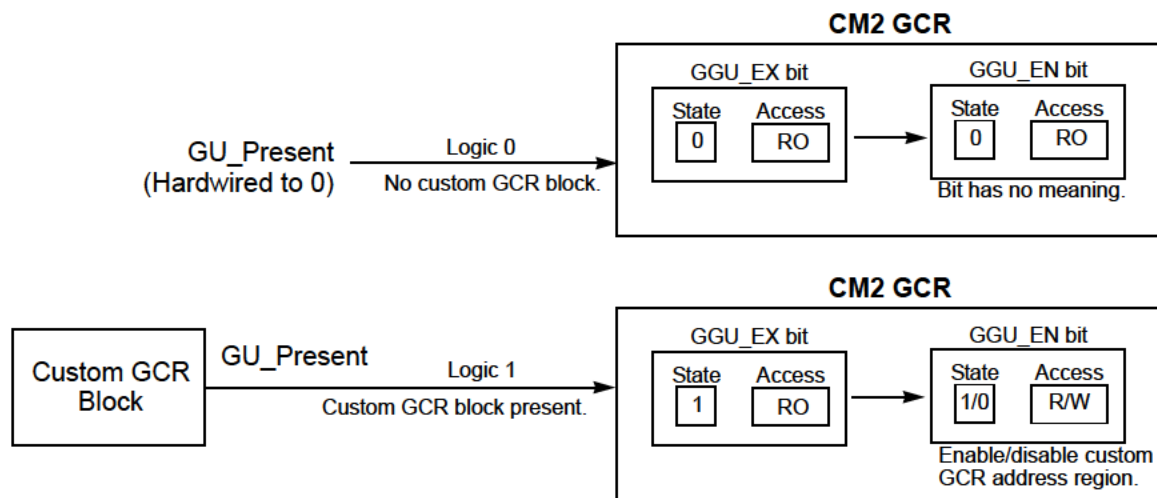 CM2 GCR
GGU_EX bit
GGU_EN bit
State Access
State Access
0 RO
0 RO
GU_Present
(Hardwired to 0)
Logic 0
No custom GCR block.
Bit has no meaning.
CM2 GCR
GGU_EX bit
GGU_EN bit
Custom GCR
Block
GU_Present
Logic 1
Custom GCR block present.
State Access
State Access
1 RO
1/0 R/W
Enable/disable custom
GCR address region.